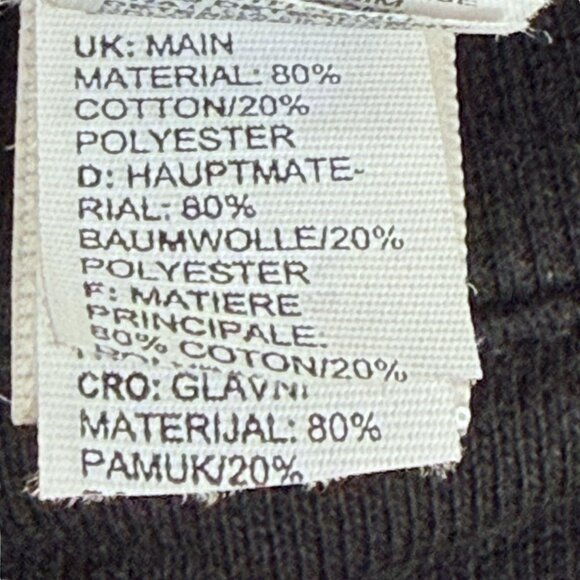 UK: MAIN
MATERIAL: 80%
COTTON/20%
POLYESTER
D: HAUPTMATE-
RIAL: 80%
BAUMWOLLE/20%
POLYESTER
F: MATIERE
PRINCIPALE:
80% COTON/20%
CRO: GLAVNI
MATERIJAL: 80%
PAMUK/20%